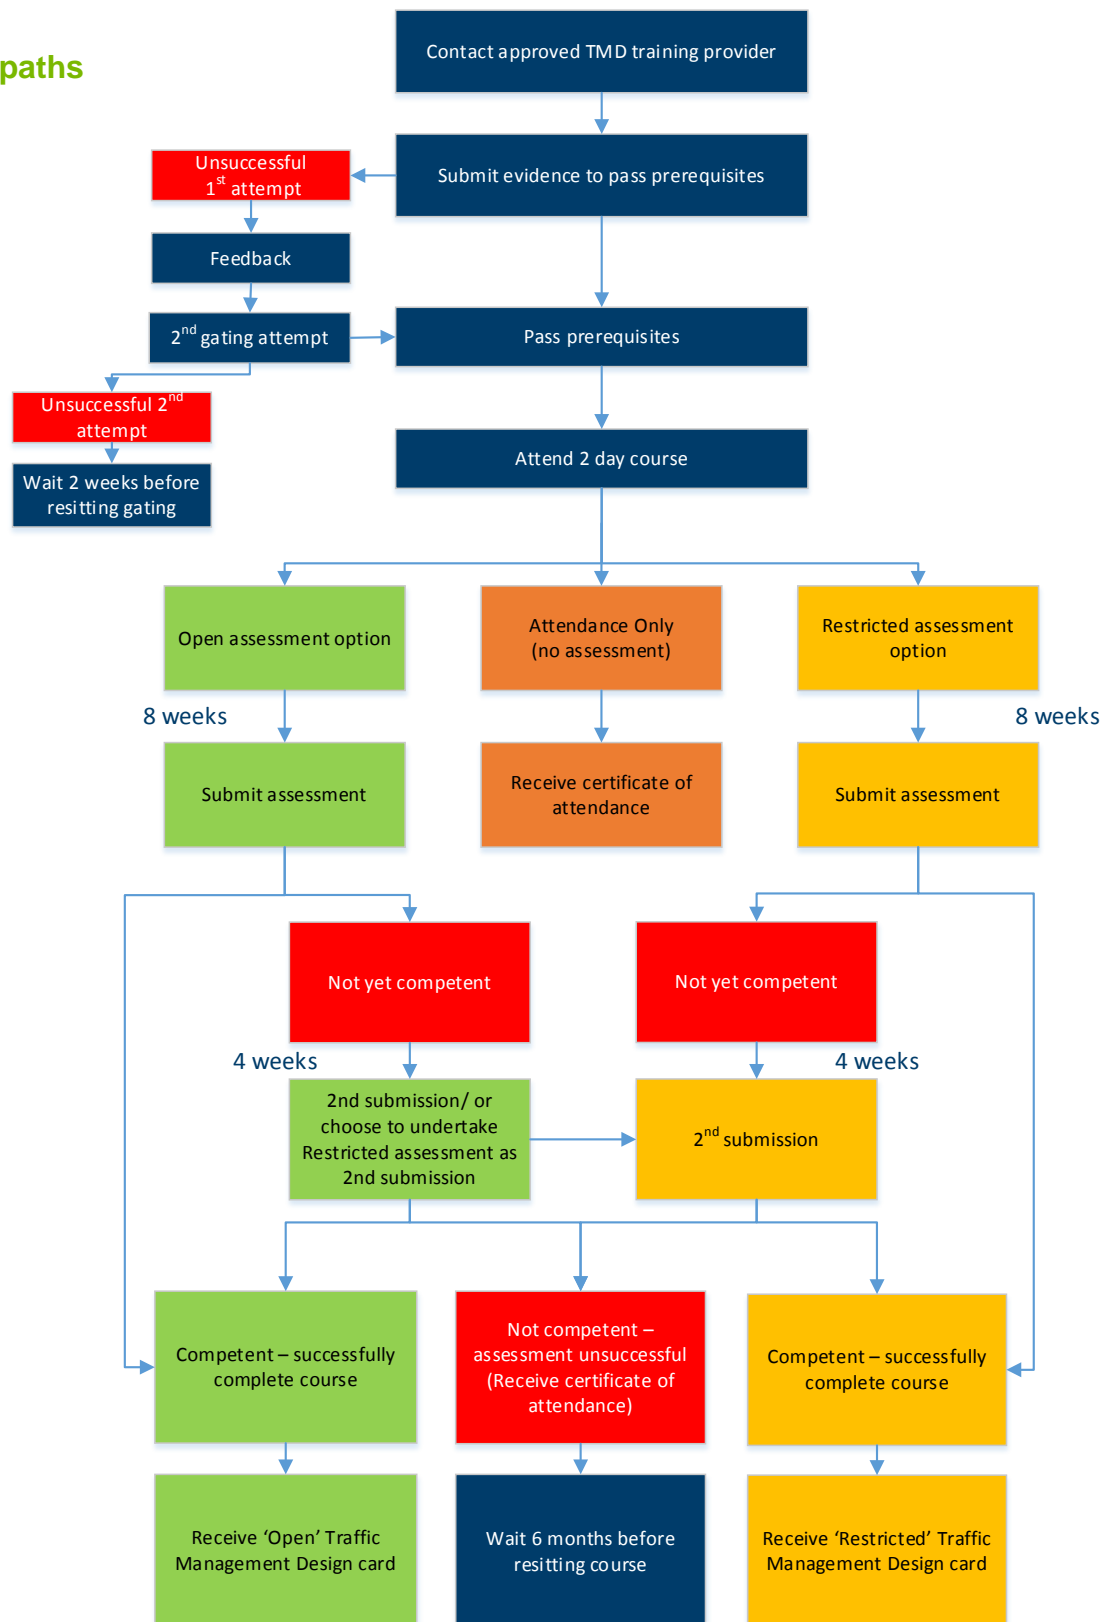 paths
Contact approved TMD training provider
Submit evidence to pass prerequisites
Unsuccessful
1st attempt
Feedback
2nd gating attempt
Pass prerequisites
Unsuccessful 2nd
attempt
Wait 2 weeks before
resitting gating
Attend 2 day course
Open assessment option
Attendance Only
(no assessment)
Restricted assessment
option
8 weeks
8 weeks
Submit assessment
Receive certificate of
attendance
Submit assessment
Not yet competent
Not yet competent
4 weeks
4 weeks
2nd submission/ or
choose to undertake
Restricted assessment as
2nd submission
2nd submission
Competent – successfully
complete course
Not competent –
assessment unsuccessful
(Receive certificate of
attendance)
Competent – successfully
complete course
Receive ‘Open’ Traffic
Management Design card
Wait 6 months before
resitting course
Receive ‘Restricted’ Traffic
Management Design card